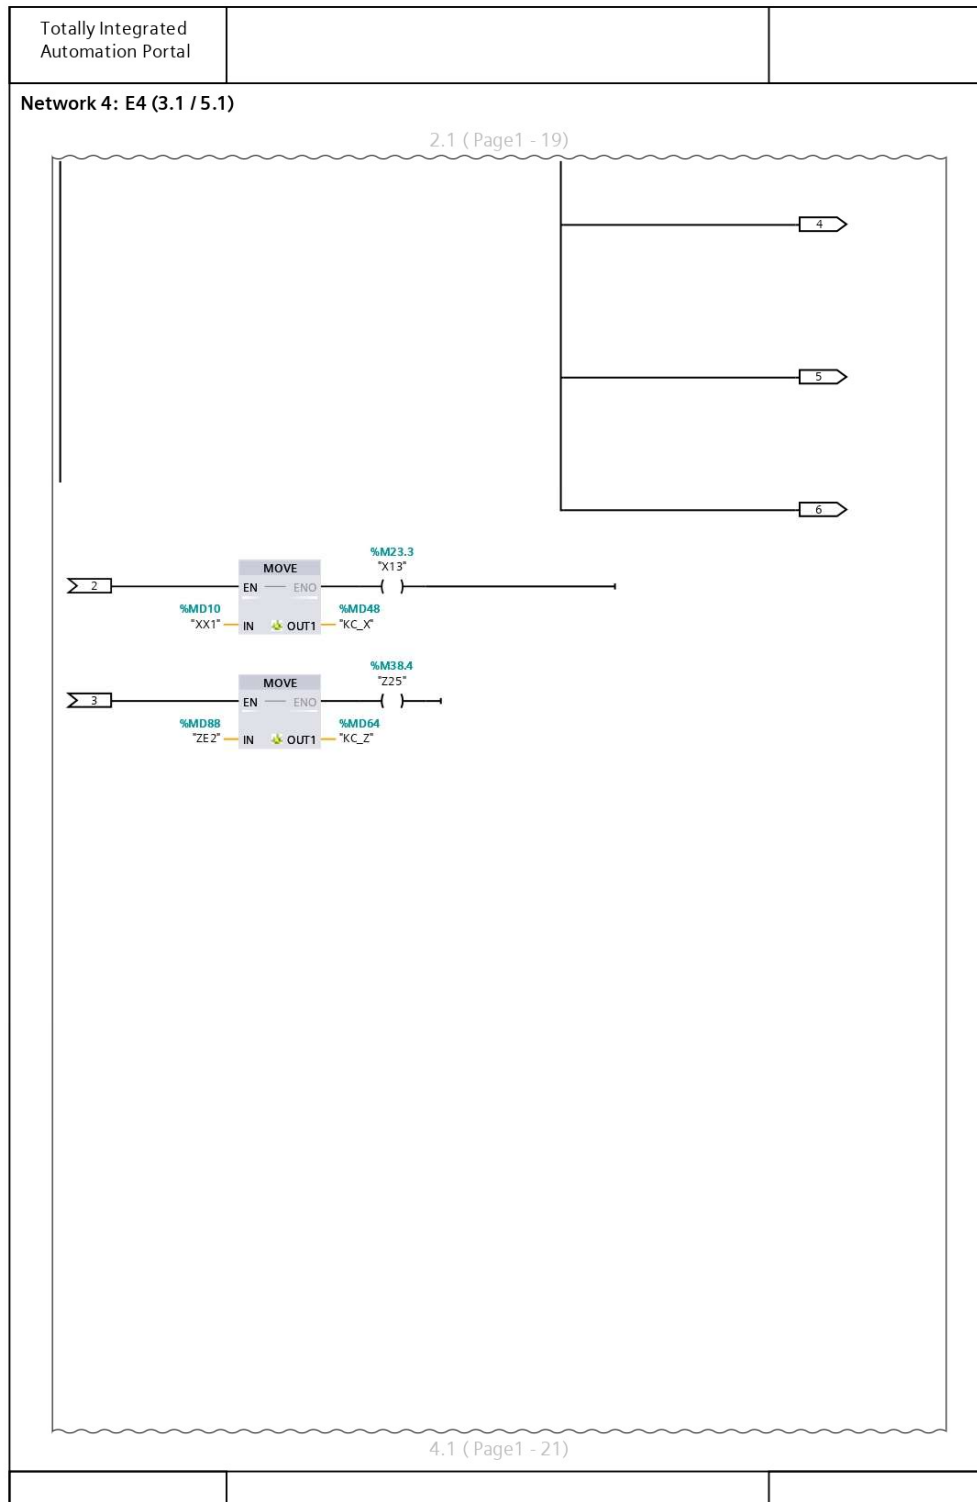 Totally Integrated
Automation Portal
Network 4: E4 (3.1 / 5.1)
2.1 ( Page1 - 19)
4
5
6
%M23.3
"X13"
2
MOVE
EN ENO
%MD10
%MD48
"XX1" IN OUT1 "KC_X"
%M38.4
"Z25"
3
MOVE
EN ENO
%MD88
%MD64
"ZE2" IN OUT1 "KC_Z"
4.1 ( Page1 - 21)